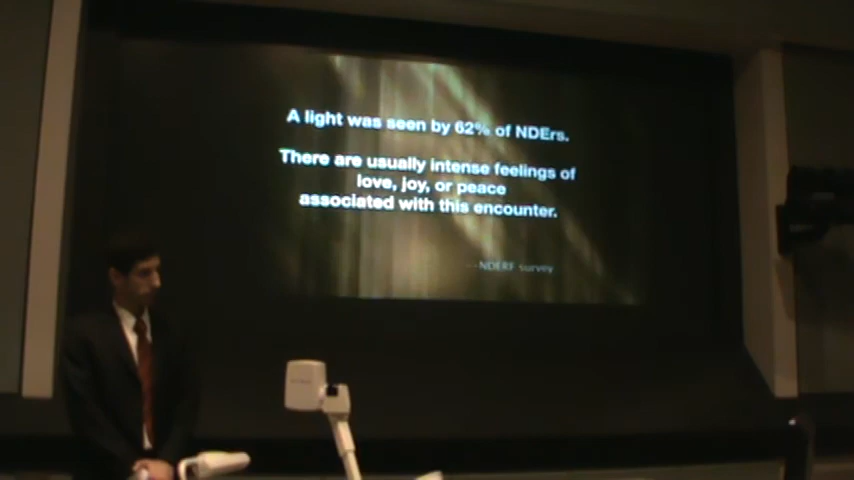 A light was seen by 62% of NDErs.
There are usually intense feelings of
love, joy, or peace
associated with this encounter.
---NDERF survey